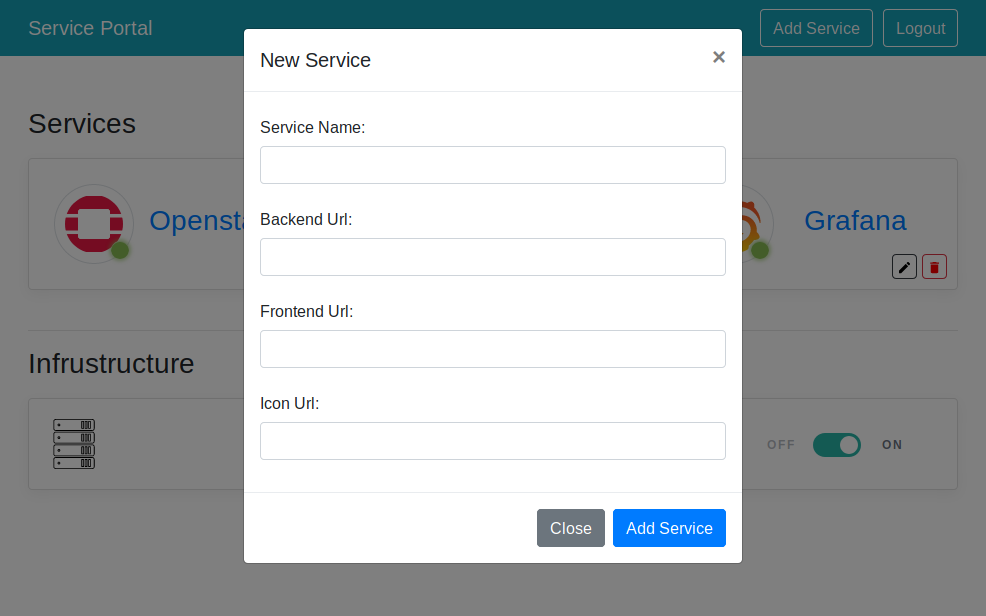 Service Portal
Add Service
Logout
New Service
×
Services
Service Name:
Backend Url:
Grafana
Frontend Url:
Infrustructure
Icon Url:
OFF
ON
Close
Add Service